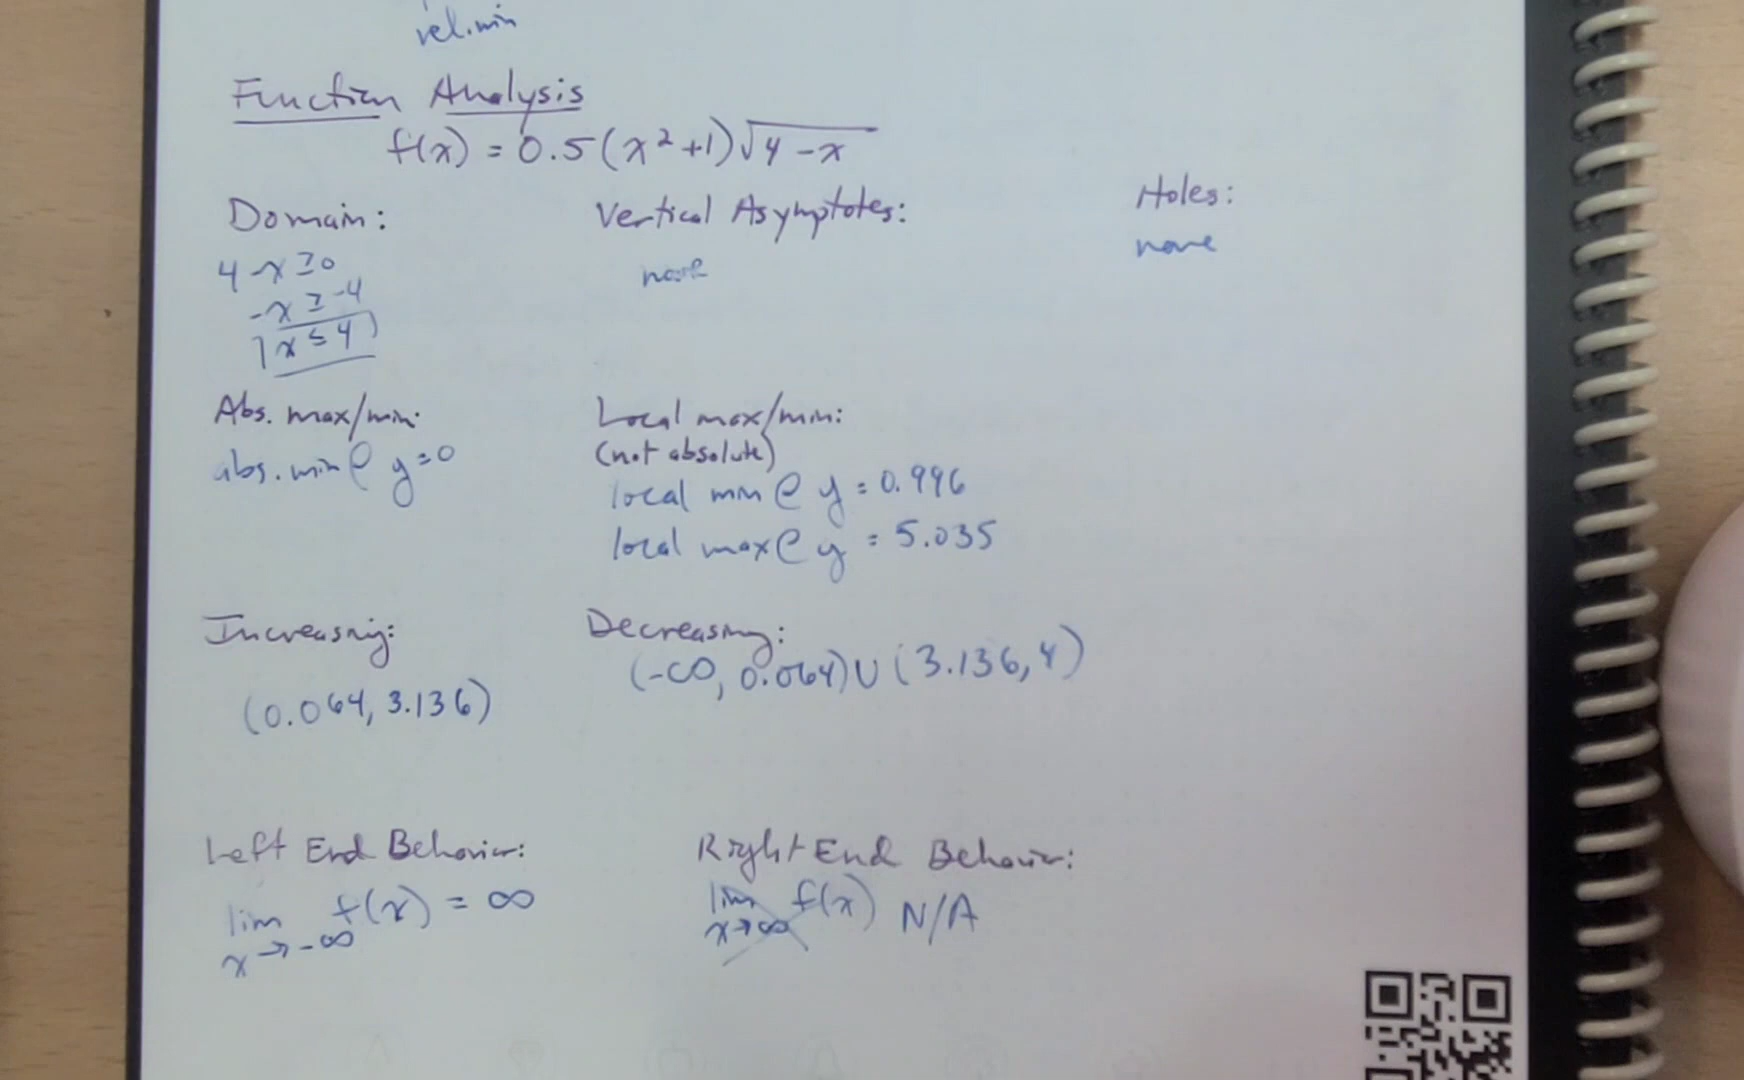 rel.min
Function Analysis
f(x) = 0.5(x²+1)√(4-x)
Domain:
4-x≥0
-x≥-4
x≤4
Vertical Asymptotes:
none
Holes:
none
Abs. max/min:
abs. min @ y=0
Local max/min:
(not absolute)
local min @ y = 0.996
local max @ y = 5.035
Increasing:
(0.064, 3.136)
Decreasing:
(-∞, 0.064)∪(3.136,4)
Left End Behavior:
lim f(x) = ∞
x→-∞
Right End Behavior:
lim f(x) N/A
x→∞